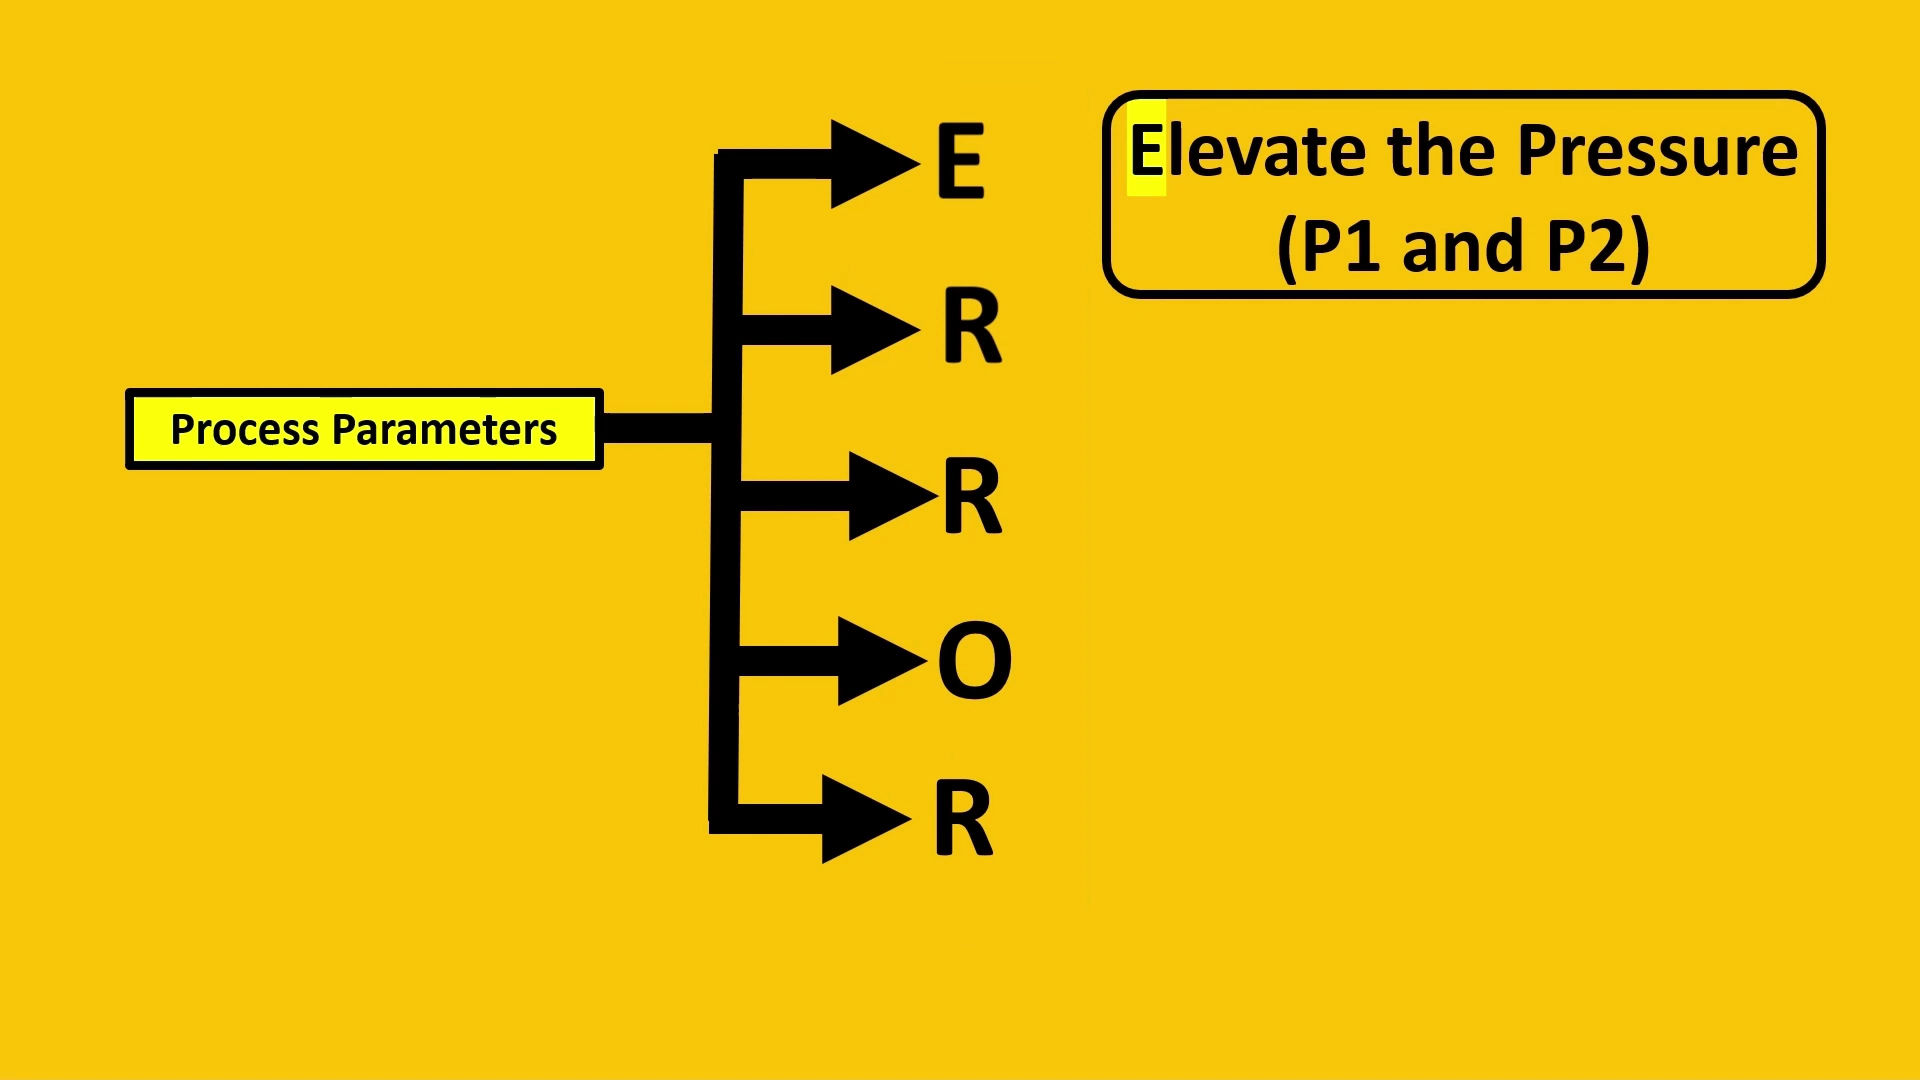 E
Elevate the Pressure
(P1 and P2)
R
Process Parameters
R
O
R